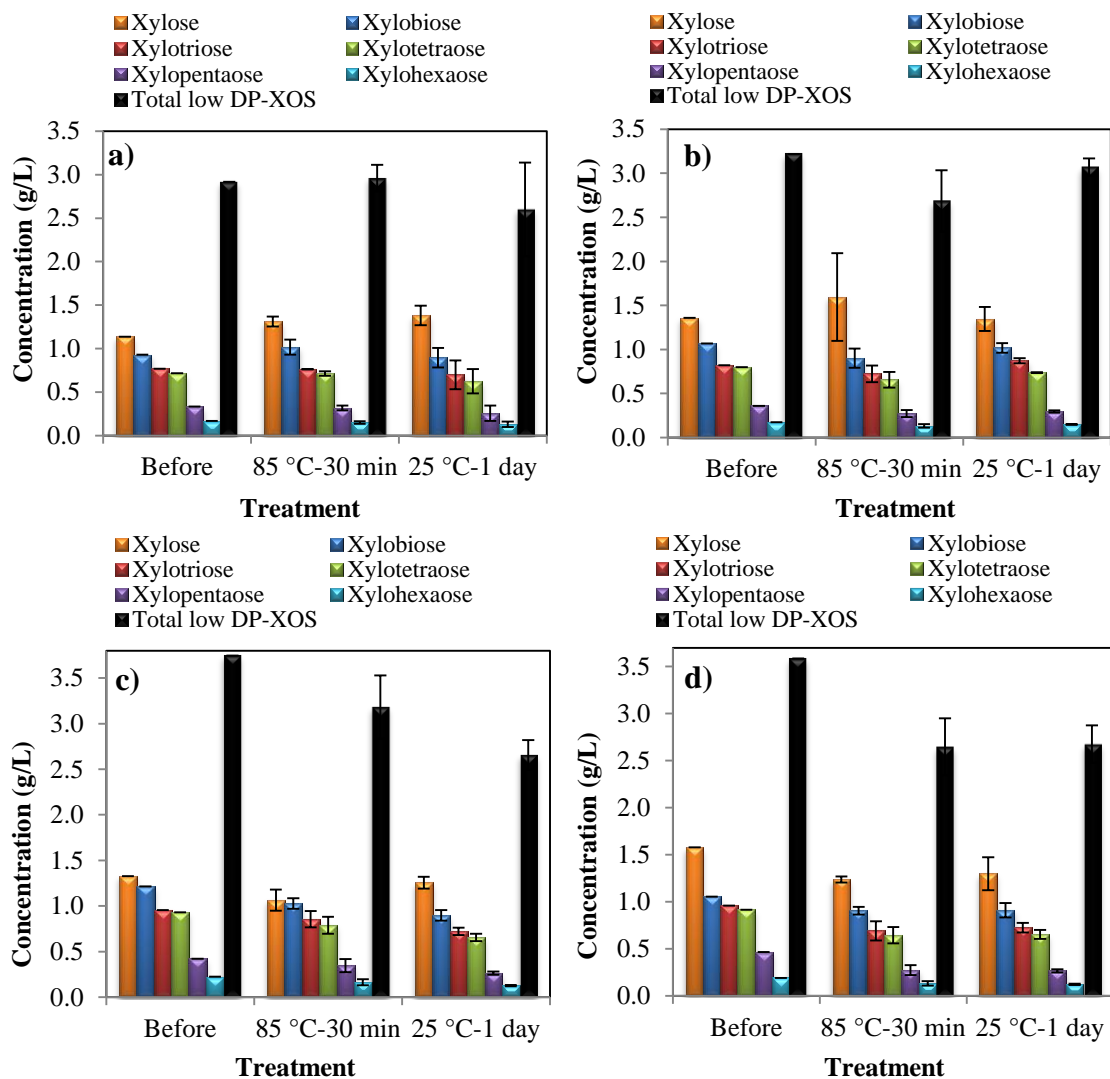 Xylose Xylobiose
Xylotriose Xylotetraose
Xylopentaose Xylohexaose
Total low DP-XOS
a)
Concentration (g/L)
3.5
3.0
2.5
2.0
1.5
1.0
0.5
0.0
Before 85 °C-30 min 25 °C-1 day
Treatment
Xylose Xylobiose
Xylotriose Xylotetraose
Xylopentaose Xylohexaose
Total low DP-XOS
b)
Concentration (g/L)
3.5
3.0
2.5
2.0
1.5
1.0
0.5
0.0
Before 85 °C-30 min 25 °C-1 day
Treatment
Xylose Xylobiose
Xylotriose Xylotetraose
Xylopentaose Xylohexaose
Total low DP-XOS
c)
Concentration (g/L)
3.5
3.0
2.5
2.0
1.5
1.0
0.5
0.0
Before 85 °C-30 min 25 °C-1 day
Treatment
Xylose Xylobiose
Xylotriose Xylotetraose
Xylopentaose Xylohexaose
Total low DP-XOS
d)
Concentration (g/L)
3.5
3.0
2.5
2.0
1.5
1.0
0.5
0.0
Before 85 °C-30 min 25 °C-1 day
Treatment